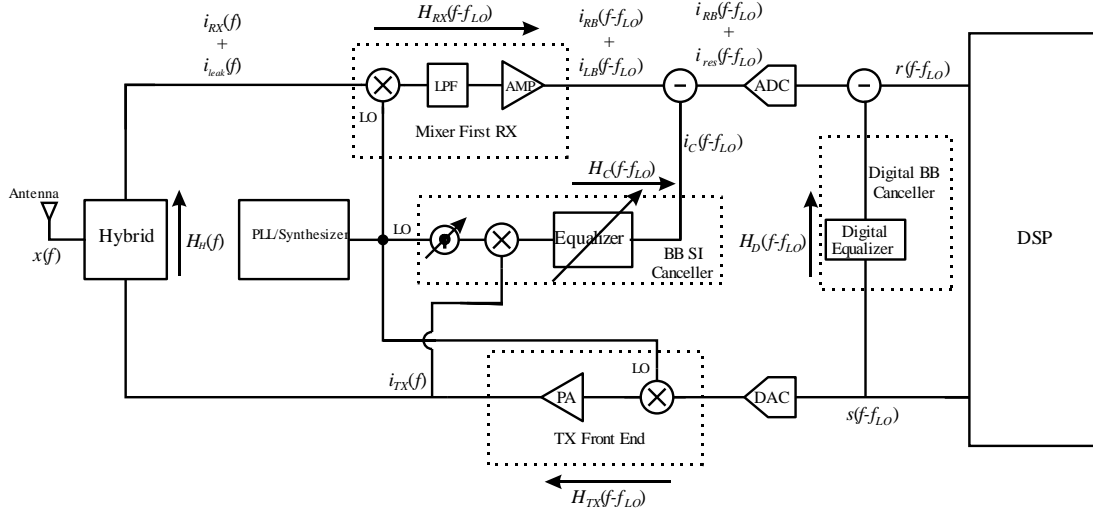 H_RX(f-f_LO)
i_RX(f)
+
i_leak(f)
i_RB(f-f_LO)
+
i_LB(f-f_LO)
i_RB(f-f_LO)
+
i_res(f-f_LO)
r(f-f_LO)
LPF
AMP
ADC
LO
Mixer First RX
i_C(f-f_LO)
H_C(f-f_LO)
Digital BB
Canceller
Antenna
x(f)
Hybrid
H_H(f)
PLL/Synthesizer
LO
φ
Equalizer
BB SI
Canceller
H_D(f-f_LO)
Digital
Equalizer
DSP
i_TX(f)
LO
PA
DAC
s(f-f_LO)
TX Front End
H_TX(f-f_LO)